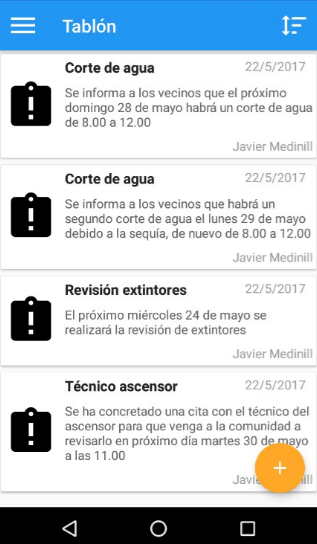 Tablón
Corte de agua 22/5/2017
Se informa a los vecinos que el próximo
domingo 28 de mayo habrá un corte de agua
de 8.00 a 12.00
Javier Medinill
Corte de agua 22/5/2017
Se informa a los vecinos que habrá un
segundo corte de agua el lunes 29 de mayo
debido a la sequía, de nuevo de 8.00 a 12.00
Javier Medinill
Revisión extintores 22/5/2017
El próximo miércoles 24 de mayo se
realizará la revisión de extintores
Javier Medinill
Técnico ascensor 22/5/2017
Se ha concretado una cita con el técnico del
ascensor para que venga a la comunidad a
revisarlo en próximo día martes 30 de mayo
a las 11.00